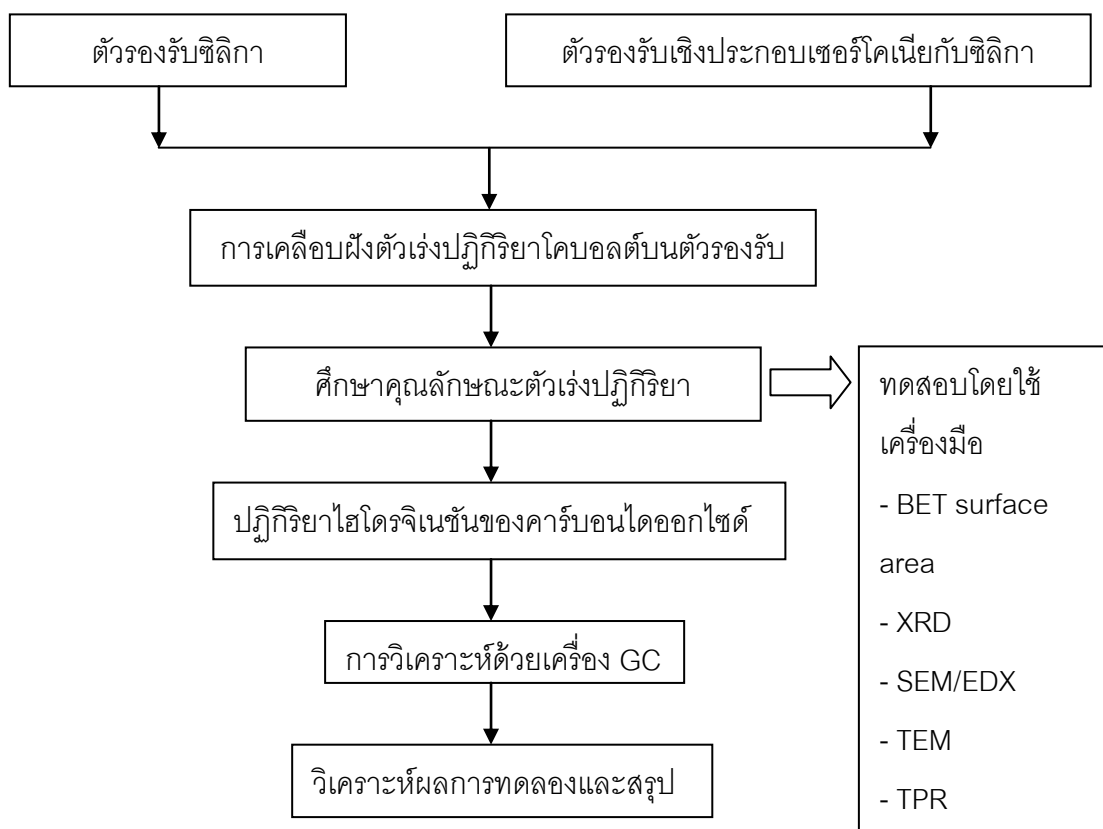 ตัวรองรับซิลิกา
ตัวรองรับเชิงประกอบเซอร์โคเนียกับซิลิกา
การเคลือบฝังตัวเร่งปฏิกิริยาโคบอลต์บนตัวรองรับ
ศึกษาคุณลักษณะตัวเร่งปฏิกิริยา
ทดสอบโดยใช้
เครื่องมือ
- BET surface
area
- XRD
- SEM/EDX
- TEM
- TPR
ปฏิกิริยาไฮโดรจิเนชันของคาร์บอนไดออกไซด์
การวิเคราะห์ด้วยเครื่อง GC
วิเคราะห์ผลการทดลองและสรุป